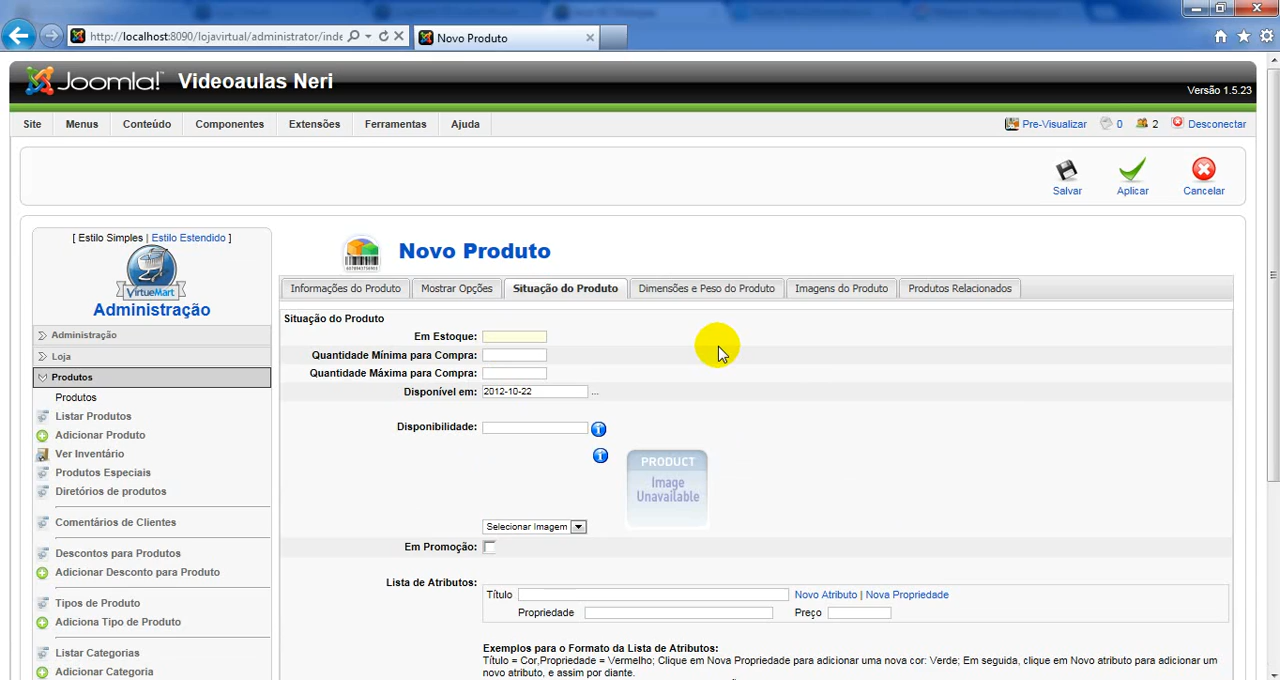 http://localhost:8090/lojavirtual/administrator/inde
Novo Produto
Joomla!™ Videoaulas Neri
Versão 1.5.23
Site Menus Conteúdo Componentes Extensões Ferramentas Ajuda Pre-Visualizar 0 2 Desconectar
Salvar Aplicar Cancelar
[ Estilo Simples | Estilo Estendido ]
VirtueMart
Administração
Administração
Loja
Produtos
Produtos
Listar Produtos
Adicionar Produto
Ver Inventário
Produtos Especiais
Diretórios de produtos
Comentários de Clientes
Descontos para Produtos
Adicionar Desconto para Produto
Tipos de Produto
Adiciona Tipo de Produto
Listar Categorias
Adicionar Categoria
Novo Produto
Informações do Produto Mostrar Opções Situação do Produto Dimensões e Peso do Produto Imagens do Produto Produtos Relacionados
Situação do Produto
Em Estoque:
Quantidade Mínima para Compra:
Quantidade Máxima para Compra:
Disponível em: 2012-10-22 ...
Disponibilidade:
PRODUCT
Image
Unavailable
Selecionar Imagem
Em Promoção:
Lista de Atributos:
Título Novo Atributo | Nova Propriedade
Propriedade Preço
Exemplos para o Formato da Lista de Atributos:
Título = Cor,Propriedade = Vermelho; Clique em Nova Propriedade para adicionar uma nova cor: Verde; Em seguida, clique em Novo atributo para adicionar um
novo atributo, e assim por diante.